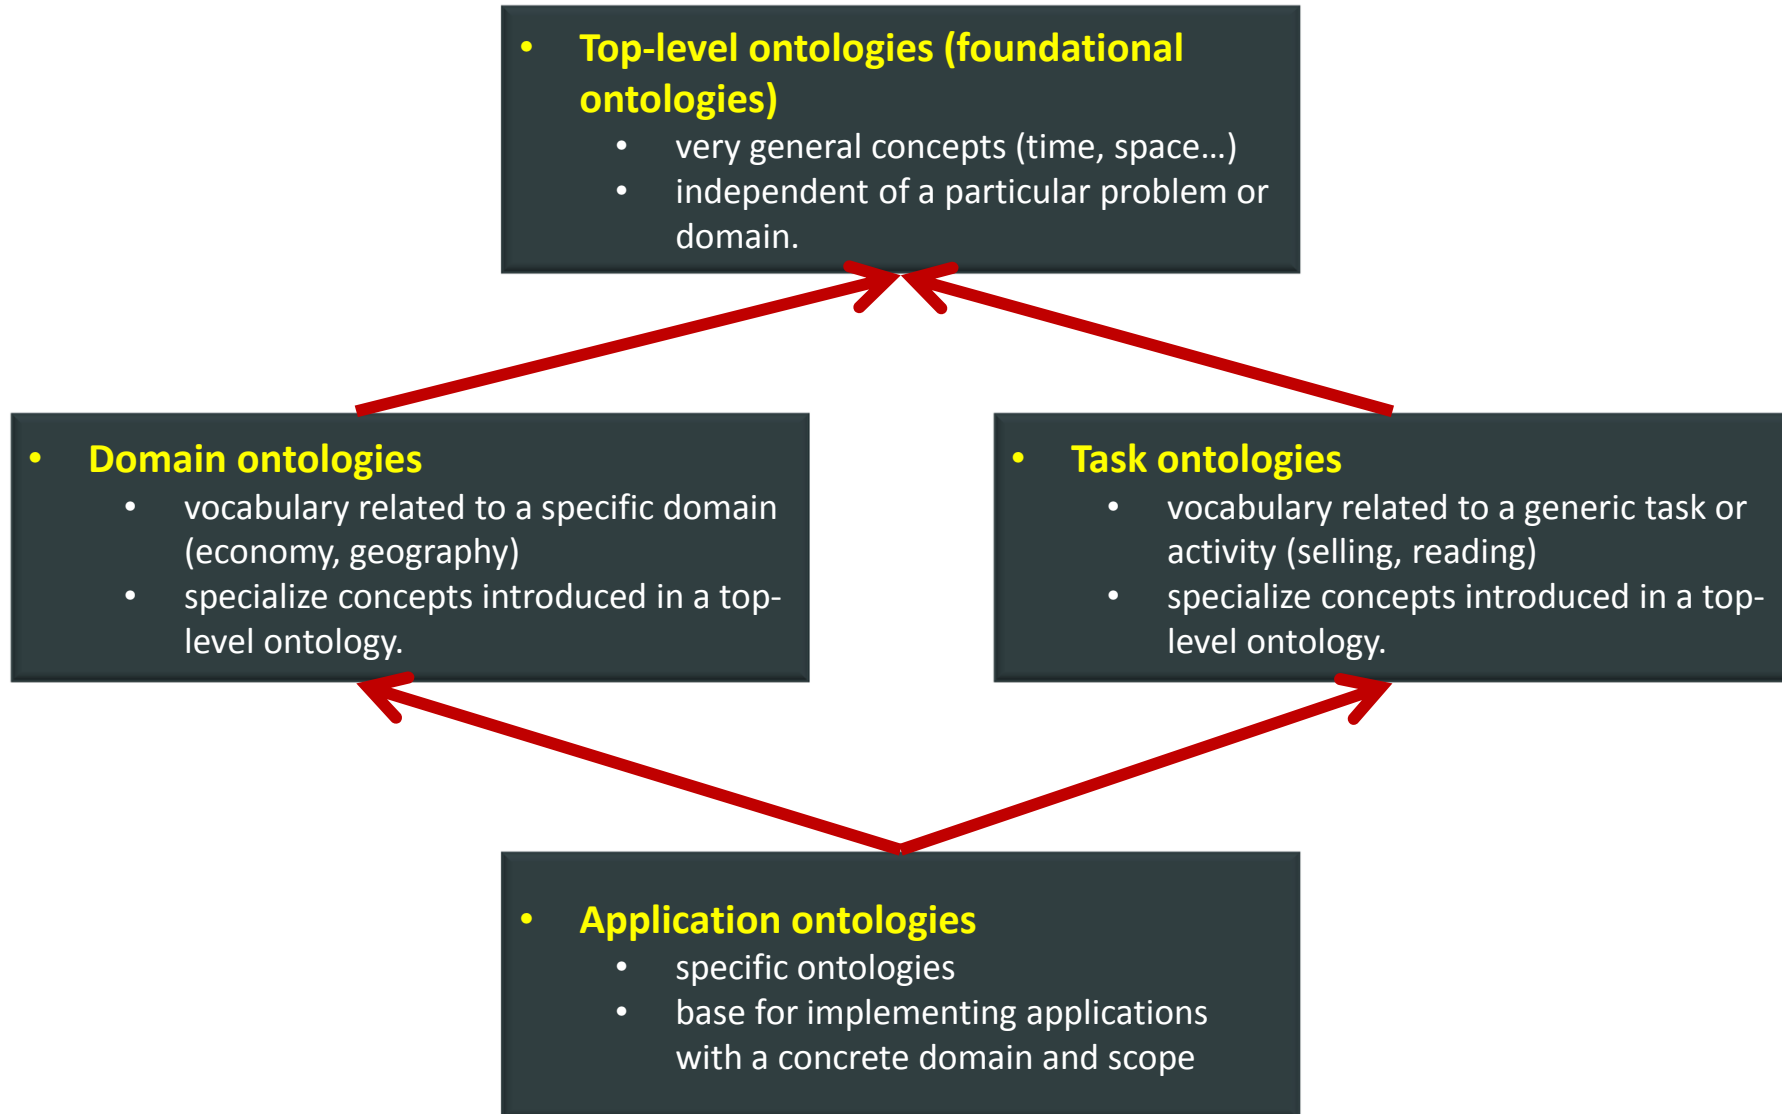 • Top-level ontologies (foundational
ontologies)
• very general concepts (time, space…)
• independent of a particular problem or
domain.
• Domain ontologies
• vocabulary related to a specific domain
(economy, geography)
• specialize concepts introduced in a top-
level ontology.
• Task ontologies
• vocabulary related to a generic task or
activity (selling, reading)
• specialize concepts introduced in a top-
level ontology.
• Application ontologies
• specific ontologies
• base for implementing applications
with a concrete domain and scope